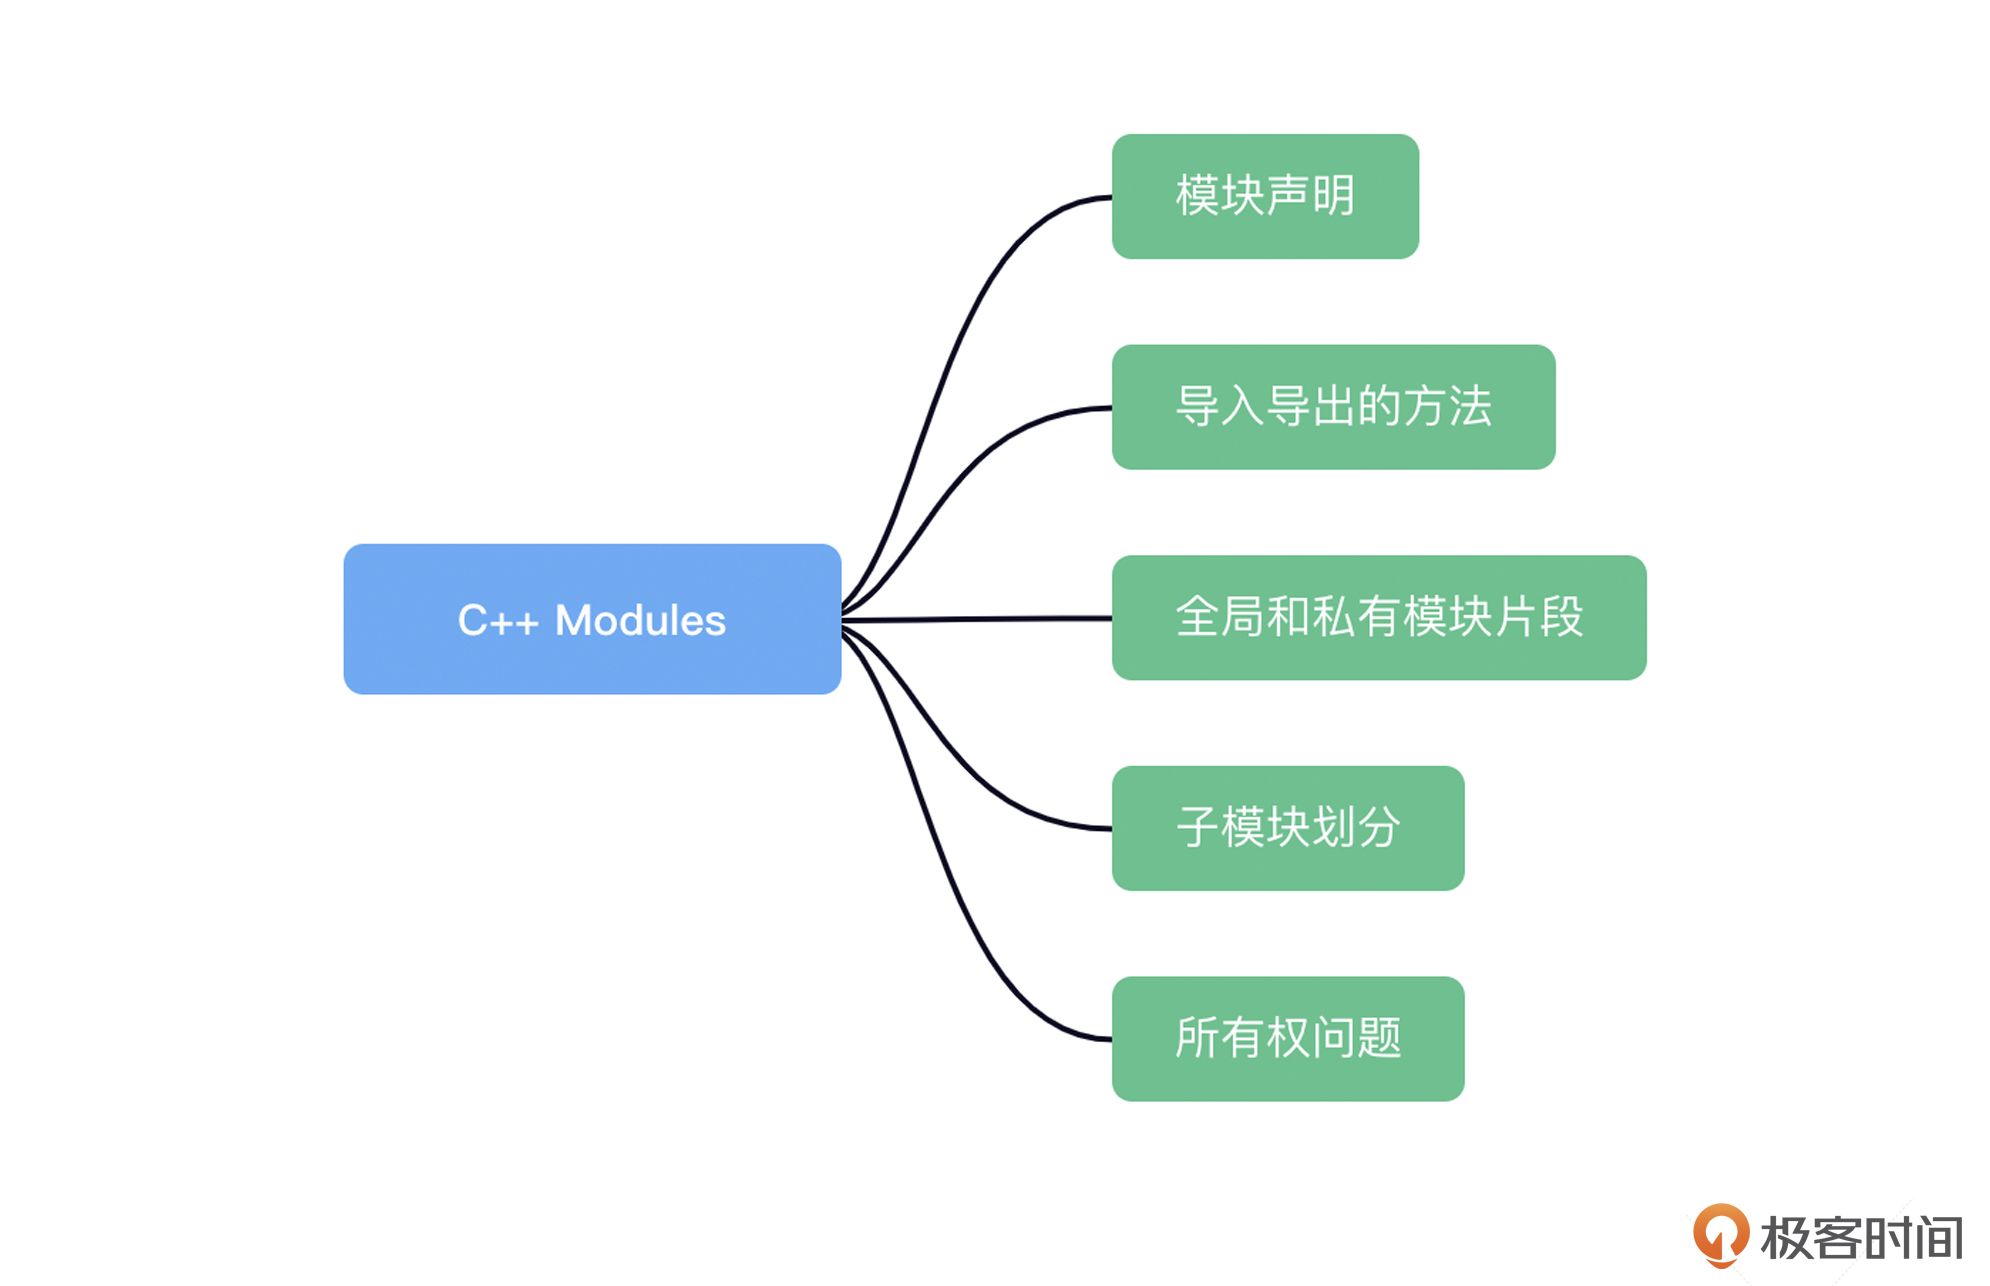 模块声明
导入导出的方法
C++ Modules
全局和私有模块片段
子模块划分
所有权问题
极客时间